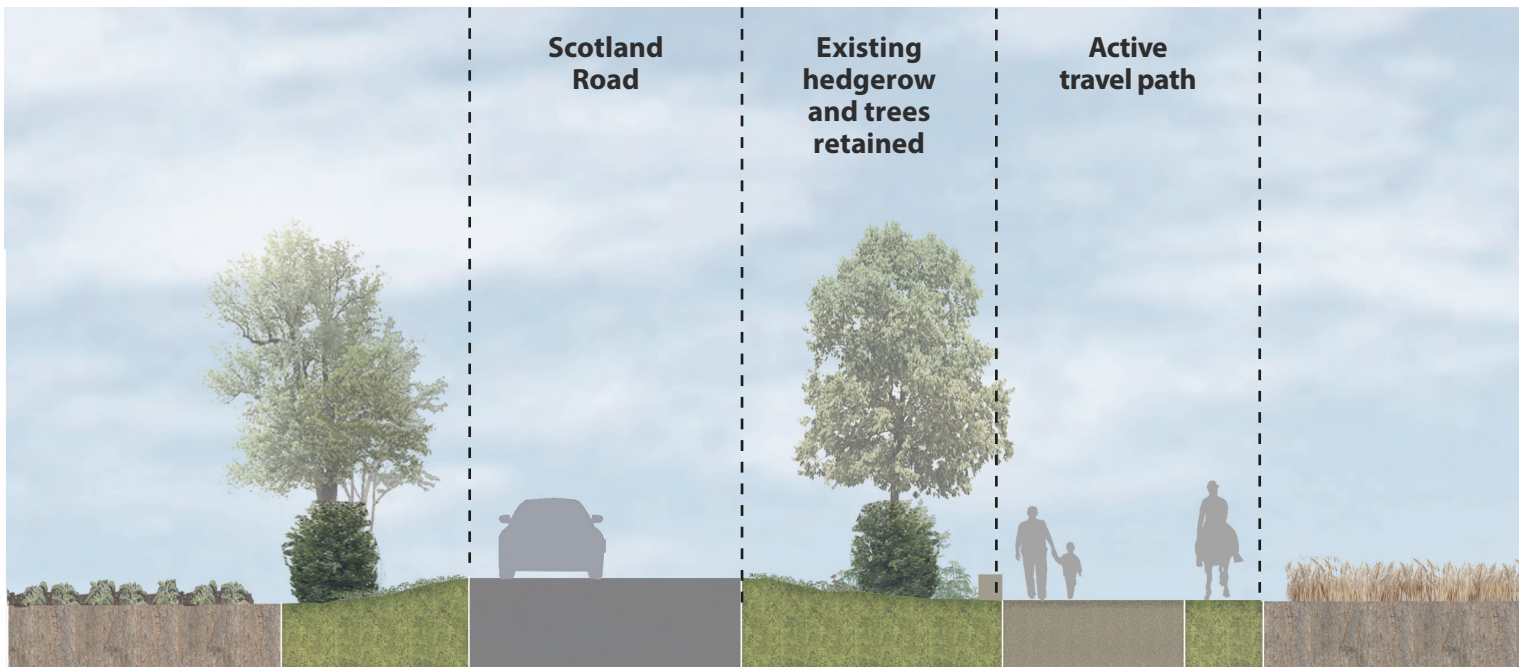 Scotland
Road
Existing
hedgerow
and trees
retained
Active
travel path